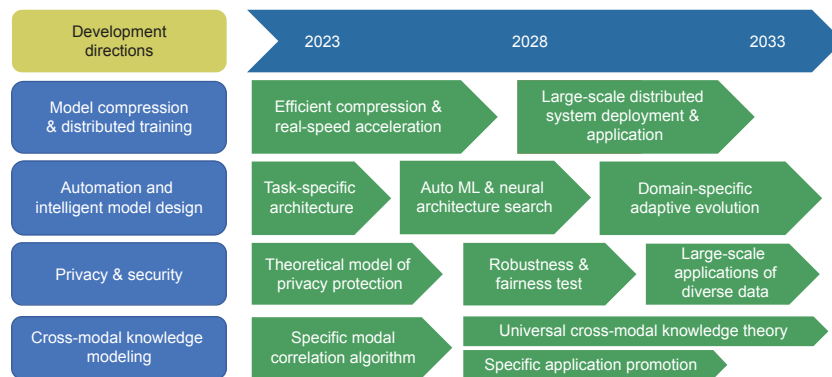 Development
directions
2023
2028
2033
Model compression
& distributed training
Efficient compression &
real-speed acceleration
Large-scale distributed
system deployment &
application
Automation and
intelligent model design
Task-specific
architecture
Auto ML & neural
architecture search
Domain-specific
adaptive evolution
Privacy & security
Theoretical model of
privacy protection
Robustness &
fairness test
Large-scale
applications of
diverse data
Cross-modal knowledge
modeling
Specific modal
correlation algorithm
Universal cross-modal knowledge theory
Specific application promotion